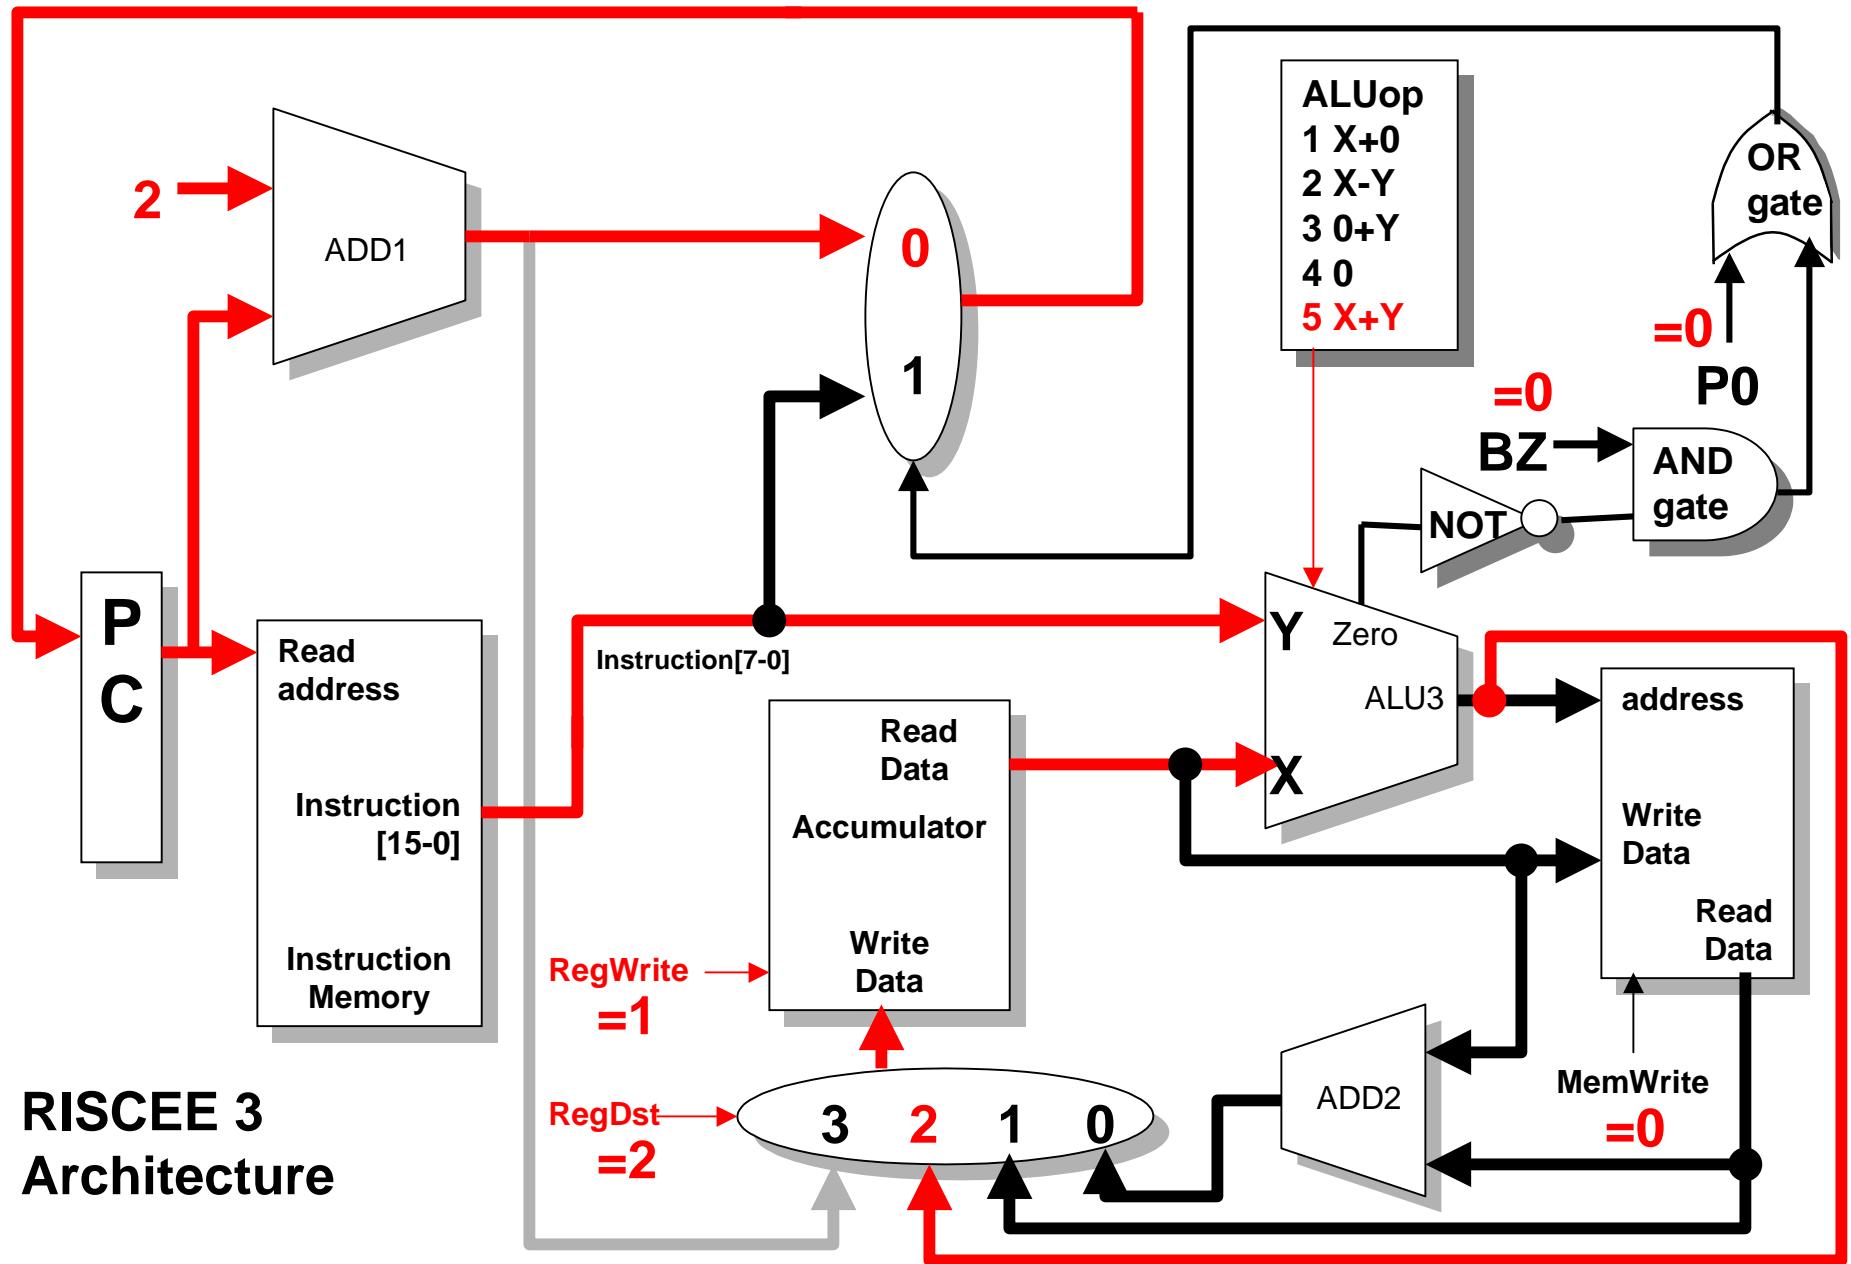 ALUop
1 X+0
2 X-Y
3 0+Y
4 0
5 X+Y
OR
gate
2
ADD1
0
1
=0
P0
=0
BZ
AND
gate
NOT
P
C
Read
address
Instruction
[15-0]
Instruction
Memory
Instruction[7-0]
Y
Zero
ALU3
X
address
Write
Data
Read
Data
Read
Data
Accumulator
Write
Data
RegWrite
=1
RegDst
=2
3 2 1 0
ADD2
MemWrite
=0
RISCEE 3
Architecture